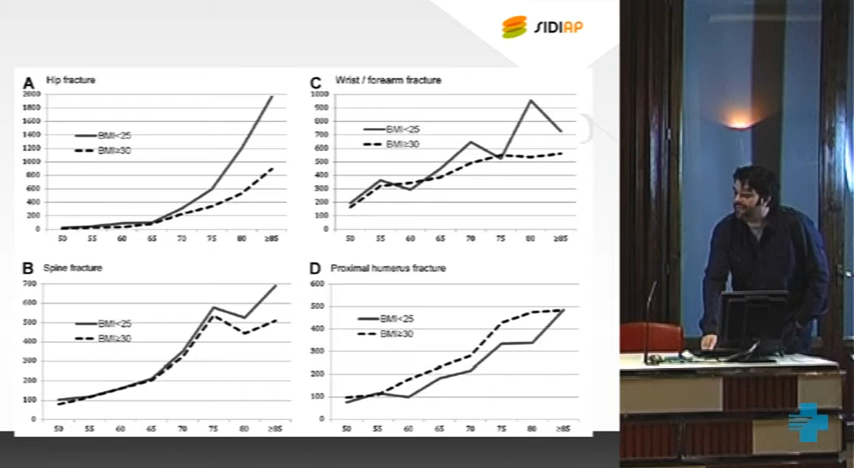 SIDIAP
A Hip fracture
2000
1800
1600
1400
1200
1000
800
600
400
200
0
BMI<25
BMI≥30
50 55 60 65 70 75 80 ≥85
C Wrist / forearm fracture
1000
900
800
700
600
500
400
300
200
100
0
BMI<25
BMI≥30
50 55 60 65 70 75 80 ≥85
B Spine fracture
700
600
500
400
300
200
100
0
BMI<25
BMI≥30
50 55 60 65 70 75 80 ≥85
D Proximal humerus fracture
600
500
400
300
200
100
0
BMI<25
BMI≥30
50 55 60 65 70 75 80 ≥85